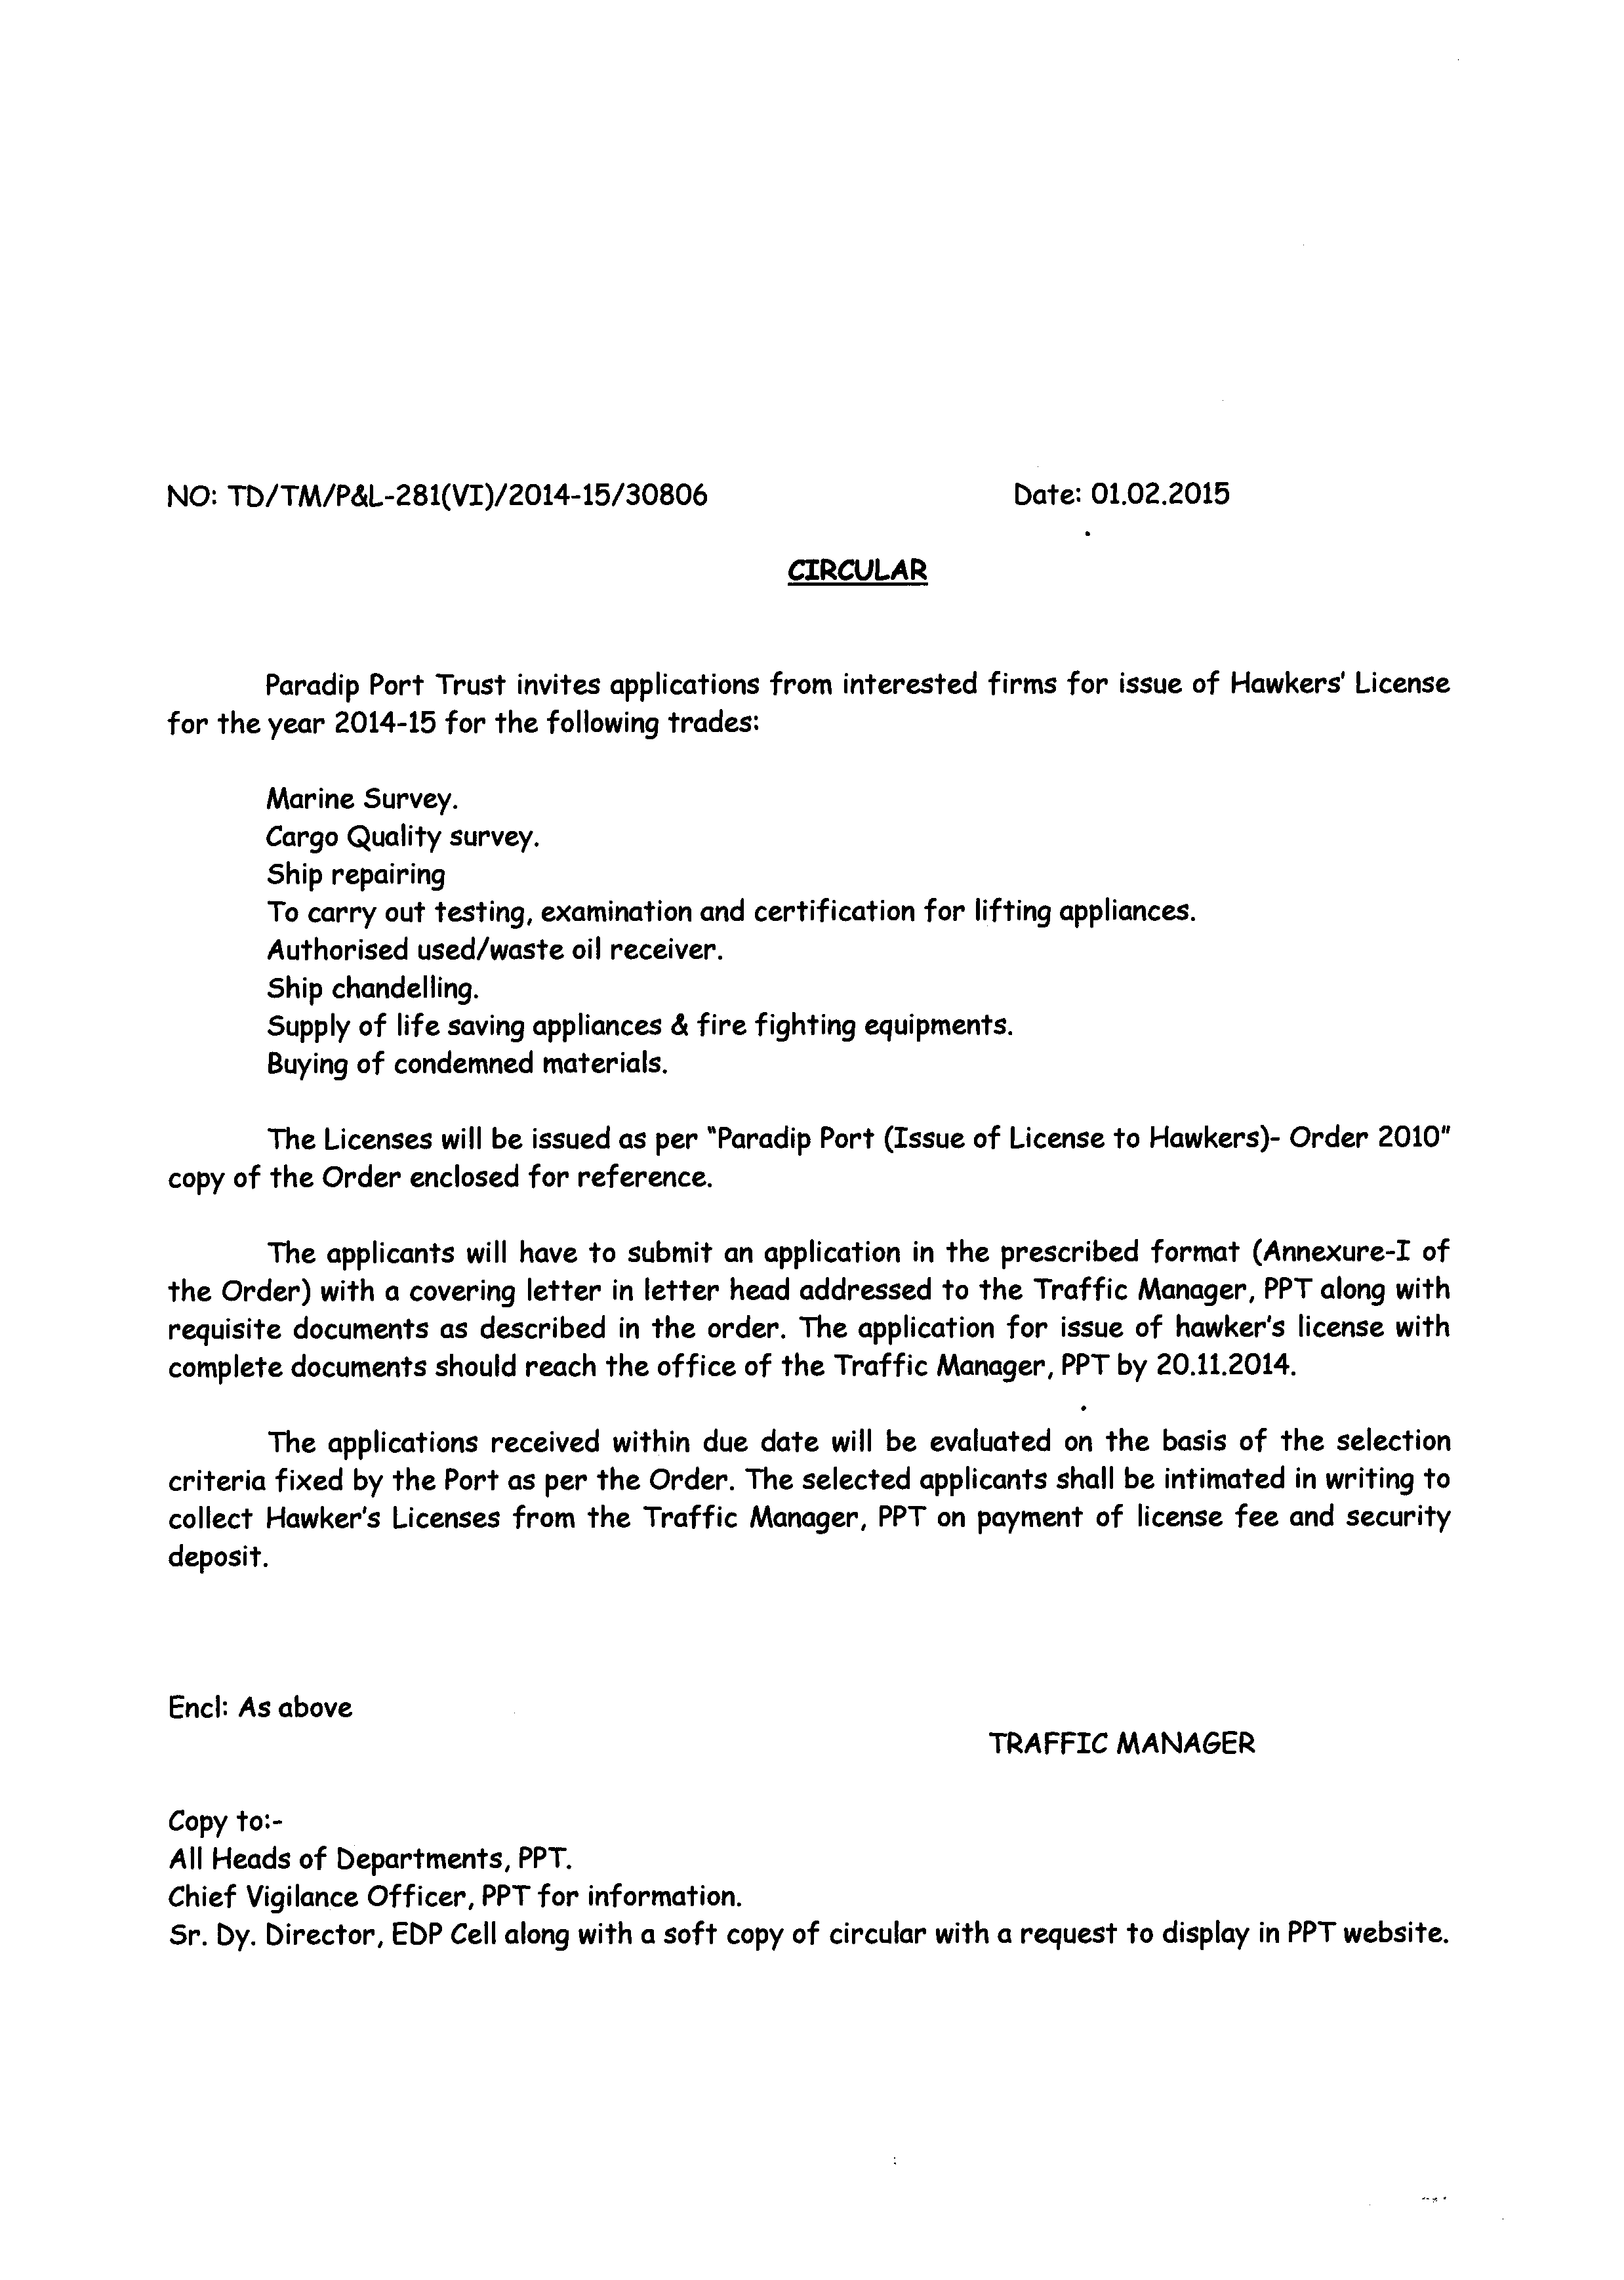 NO: TD/TM/P&L-281(VI)/2014-15/30806 Date: 01.02.2015
CIRCULAR
Paradip Port Trust invites applications from interested firms for issue of Hawkers' License
for the year 2014-15 for the following trades:
Marine Survey.
Cargo Quality survey.
Ship repairing
To carry out testing, examination and certification for lifting appliances.
Authorised used/waste oil receiver.
Ship chandelling.
Supply of life saving appliances & fire fighting equipments.
Buying of condemned materials.
The Licenses will be issued as per "Paradip Port (Issue of License to Hawkers)- Order 2010"
copy of the Order enclosed for reference.
The applicants will have to submit an application in the prescribed format (Annexure-I of
the Order) with a covering letter in letter head addressed to the Traffic Manager, PPT along with
requisite documents as described in the order. The application for issue of hawker's license with
complete documents should reach the office of the Traffic Manager, PPT by 20.11.2014.
The applications received within due date will be evaluated on the basis of the selection
criteria fixed by the Port as per the Order. The selected applicants shall be intimated in writing to
collect Hawker's Licenses from the Traffic Manager, PPT on payment of license fee and security
deposit.
Encl: As above
TRAFFIC MANAGER
Copy to:-
All Heads of Departments, PPT.
Chief Vigilance Officer, PPT for information.
Sr. Dy. Director, EDP Cell along with a soft copy of circular with a request to display in PPT website.